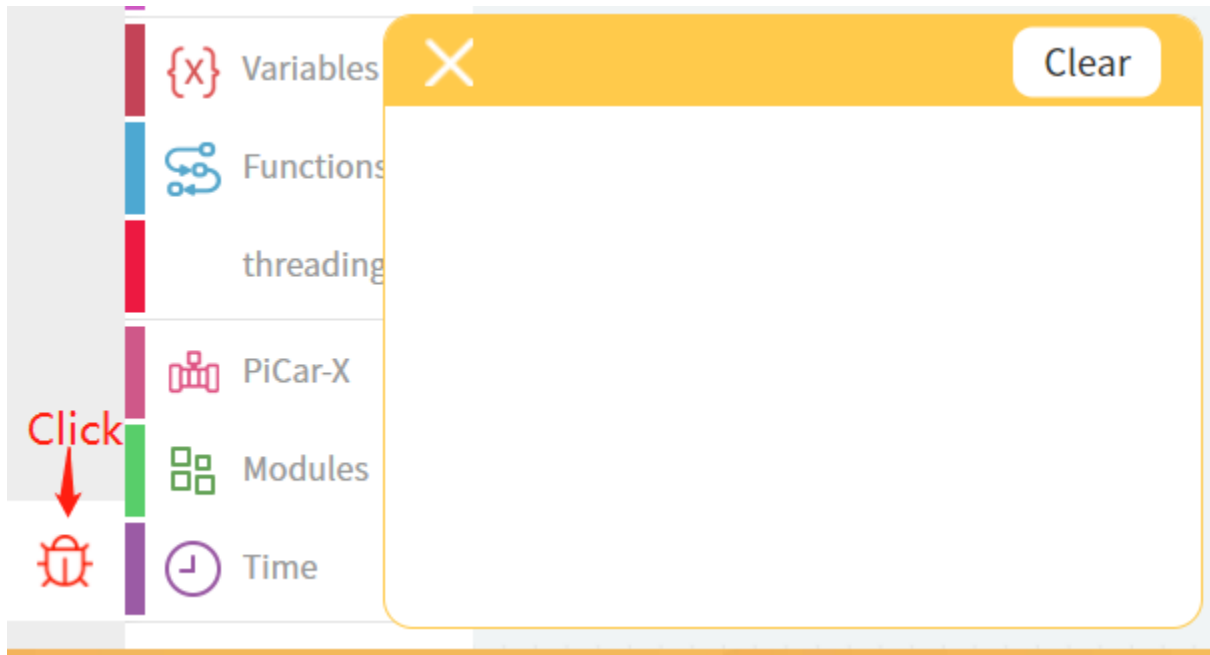 Variables
Clear
Functions
threading
PiCar-X
Click
Modules
Time